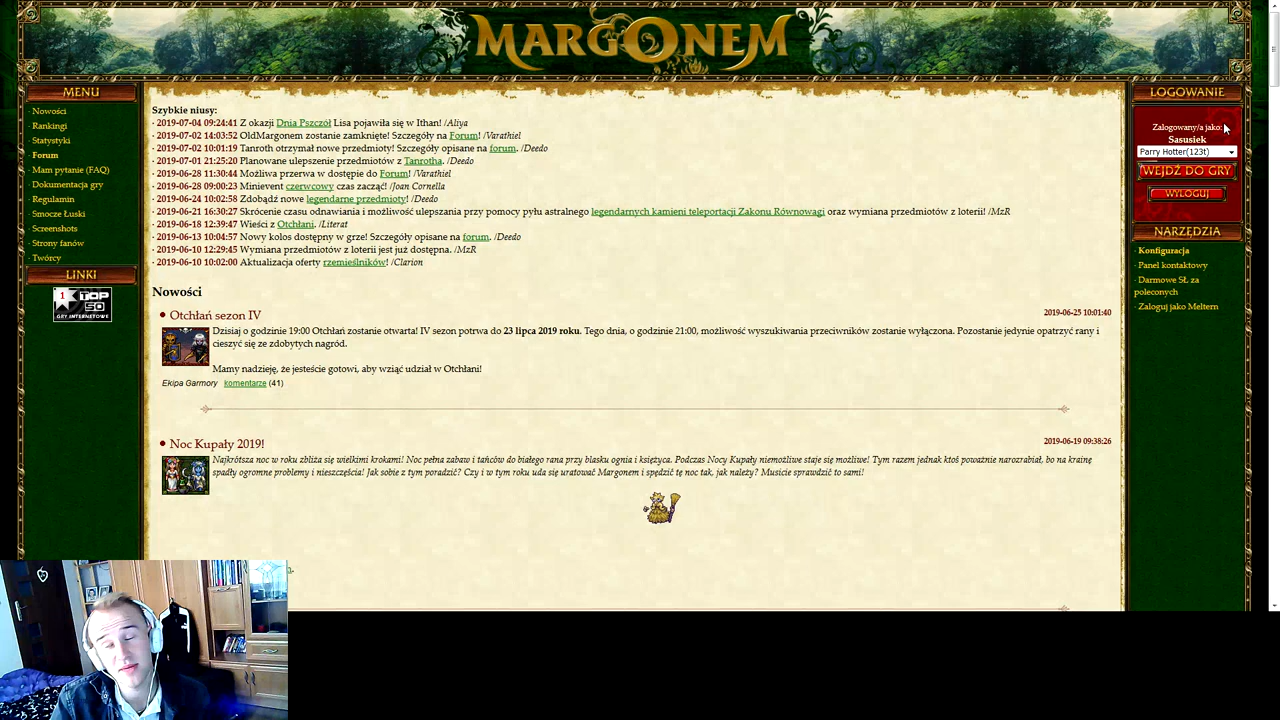 MARGONEM
MENU
· Nowości
· Rankingi
· Statystyki
· Forum
· Mam pytanie (FAQ)
· Dokumentacja gry
· Regulamin
· Smocze Łuski
· Screenshots
· Strony fanów
· Twórcy
LINKI
1 TOP 50
GRY INTERNETOWE
Szybkie niusy:
· 2019-07-04 09:24:41 Z okazji Dnia Pszczół Lisa pojawiła się w Ithan! /Aliya
· 2019-07-02 14:03:52 OldMargonem zostanie zamknięte! Szczegóły na Forum! /Varathiel
· 2019-07-02 10:01:19 Tanroth otrzymał nowe przedmioty! Szczegóły opisane na forum. /Deedo
· 2019-07-01 21:25:20 Planowane ulepszenie przedmiotów z Tanrotha. /Deedo
· 2019-06-28 11:30:44 Możliwa przerwa w dostępie do Forum! /Varathiel
· 2019-06-28 09:00:23 Minievent czerwcowy czas zacząć! /Joan Cornella
· 2019-06-24 10:02:58 Zdobądź nowe legendarne przedmioty! /Deedo
· 2019-06-21 16:30:27 Skrócenie czasu odnawiania i możliwość ulepszania przy pomocy pyłu astralnego legendarnych kamieni teleportacji Zakonu Równowagi oraz wymiana przedmiotów z loterii! /MzR
· 2019-06-18 12:39:47 Wieści z Otchłani. /Literat
· 2019-06-13 10:04:57 Nowy kolos dostępny w grze! Szczegóły opisane na forum. /Deedo
· 2019-06-10 12:29:45 Wymiana przedmiotów z loterii jest już dostępna. /MzR
· 2019-06-10 10:02:00 Aktualizacja oferty rzemieślników! /Clarion
Nowości
Otchłań sezon IV 2019-06-25 10:01:40
Dzisiaj o godzinie 19:00 Otchłań zostanie otwarta! IV sezon potrwa do 23 lipca 2019 roku. Tego dnia, o godzinie 21:00, możliwość wyszukiwania przeciwników zostanie wyłączona. Pozostanie jedynie opatrzyć rany i
cieszyć się ze zdobytych nagród.
Mamy nadzieję, że jesteście gotowi, aby wziąć udział w Otchłani!
Ekipa Garmory komentarze (41)
Noc Kupały 2019! 2019-06-19 09:38:26
Najkrótsza noc w roku zbliża się wielkimi krokami! Noc pełna zabaw i tańców do białego rana przy blasku ognia i księżyca. Podczas Nocy Kupały niemożliwe staje się możliwe! Tym razem jednak ktoś poważnie narozrabiał, bo na krainę
spadły ogromne problemy i nieszczęścia! Jak sobie z tym poradzić? Czy i w tym roku uda się uratować Margonem i spędzić tę noc tak, jak należy? Musicie sprawdzić to sami!
LOGOWANIE
Zalogowany/a jako:
Sasusiek
Parry Hotter(123t)
WEJDŹ DO GRY
WYLOGUJ
NARZĘDZIA
· Konfiguracja
· Panel kontaktowy
· Darmowe SŁ za
poleconych
· Zaloguj jako Meltern